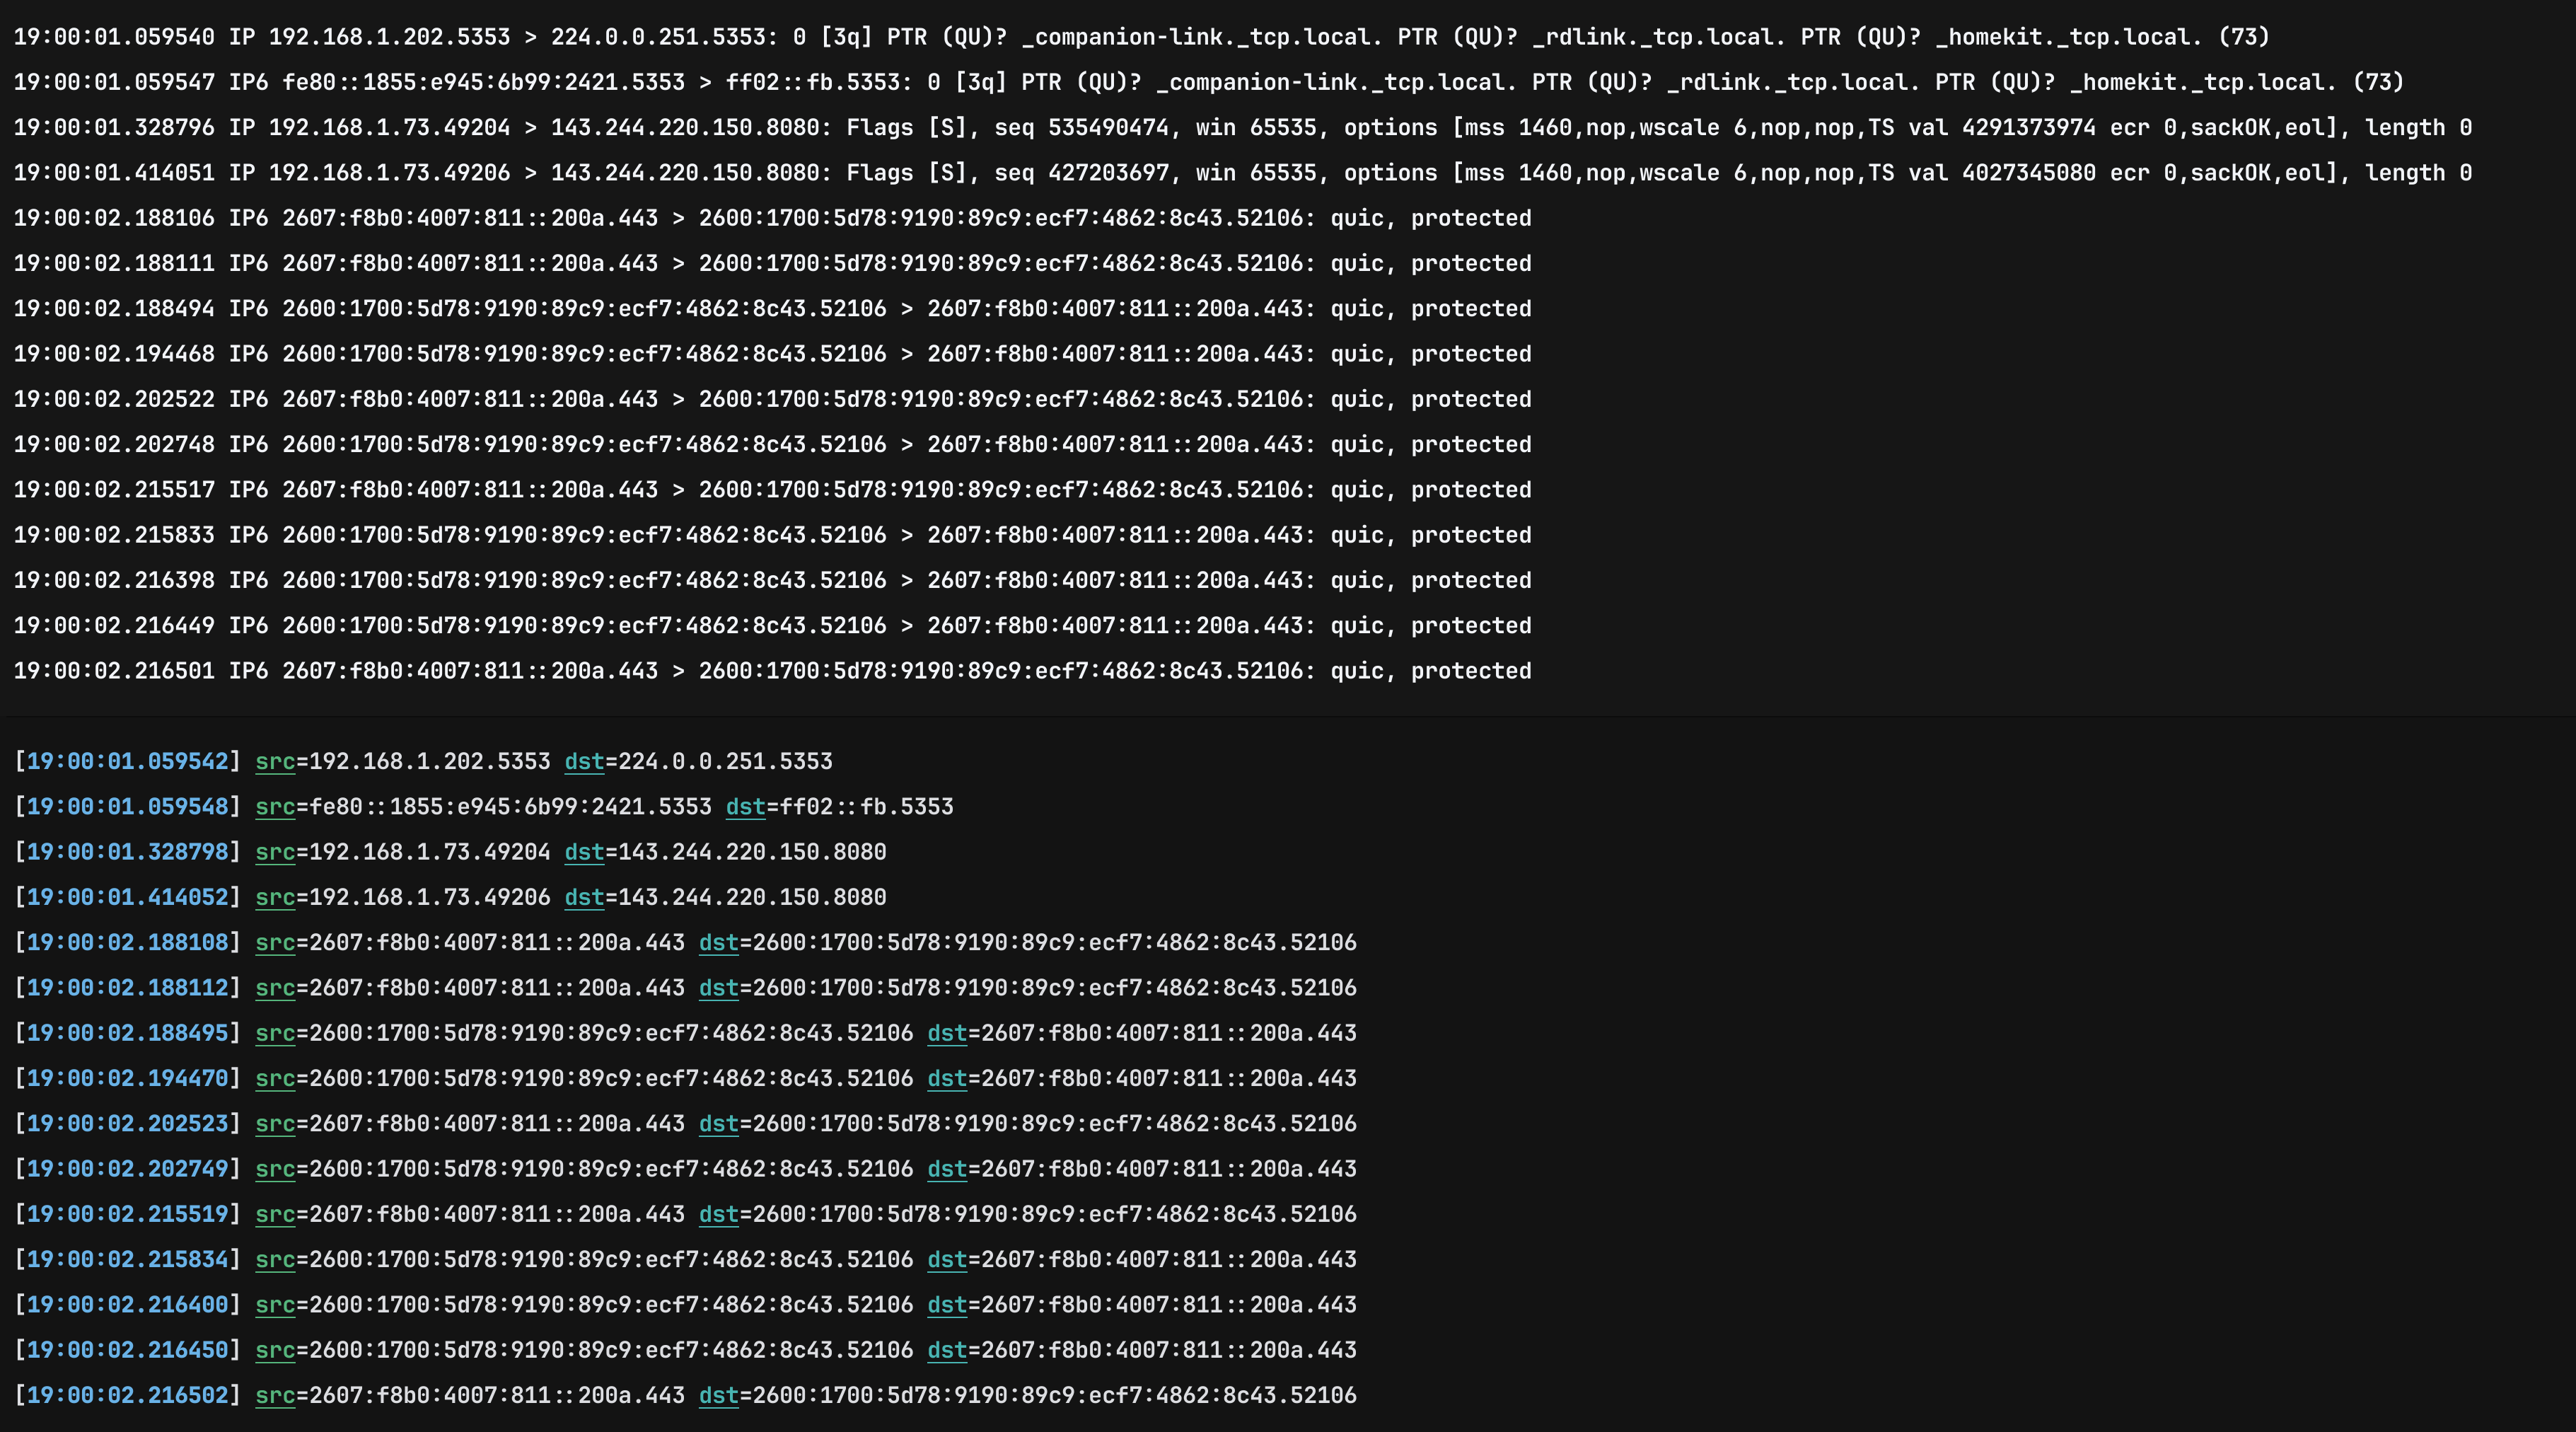 19:00:01.059540 IP 192.168.1.202.5353 > 224.0.0.251.5353: 0 [3q] PTR (QU)? _companion-link._tcp.local. PTR (QU)? _rdlink._tcp.local. PTR (QU)? _homekit._tcp.local. (73)
19:00:01.059547 IP6 fe80::1855:e945:6b99:2421.5353 > ff02::fb.5353: 0 [3q] PTR (QU)? _companion-link._tcp.local. PTR (QU)? _rdlink._tcp.local. PTR (QU)? _homekit._tcp.local. (73)
19:00:01.328796 IP 192.168.1.73.49204 > 143.244.220.150.8080: Flags [S], seq 535490474, win 65535, options [mss 1460,nop,wscale 6,nop,nop,TS val 4291373974 ecr 0,sackOK,eol], length 0
19:00:01.414051 IP 192.168.1.73.49206 > 143.244.220.150.8080: Flags [S], seq 427203697, win 65535, options [mss 1460,nop,wscale 6,nop,nop,TS val 4027345080 ecr 0,sackOK,eol], length 0
19:00:02.188106 IP6 2607:f8b0:4007:811::200a.443 > 2600:1700:5d78:9190:89c9:ecf7:4862:8c43.52106: quic, protected
19:00:02.188111 IP6 2607:f8b0:4007:811::200a.443 > 2600:1700:5d78:9190:89c9:ecf7:4862:8c43.52106: quic, protected
19:00:02.188494 IP6 2600:1700:5d78:9190:89c9:ecf7:4862:8c43.52106 > 2607:f8b0:4007:811::200a.443: quic, protected
19:00:02.194468 IP6 2600:1700:5d78:9190:89c9:ecf7:4862:8c43.52106 > 2607:f8b0:4007:811::200a.443: quic, protected
19:00:02.202522 IP6 2607:f8b0:4007:811::200a.443 > 2600:1700:5d78:9190:89c9:ecf7:4862:8c43.52106: quic, protected
19:00:02.202748 IP6 2600:1700:5d78:9190:89c9:ecf7:4862:8c43.52106 > 2607:f8b0:4007:811::200a.443: quic, protected
19:00:02.215517 IP6 2607:f8b0:4007:811::200a.443 > 2600:1700:5d78:9190:89c9:ecf7:4862:8c43.52106: quic, protected
19:00:02.215833 IP6 2600:1700:5d78:9190:89c9:ecf7:4862:8c43.52106 > 2607:f8b0:4007:811::200a.443: quic, protected
19:00:02.216398 IP6 2600:1700:5d78:9190:89c9:ecf7:4862:8c43.52106 > 2607:f8b0:4007:811::200a.443: quic, protected
19:00:02.216449 IP6 2600:1700:5d78:9190:89c9:ecf7:4862:8c43.52106 > 2607:f8b0:4007:811::200a.443: quic, protected
19:00:02.216501 IP6 2607:f8b0:4007:811::200a.443 > 2600:1700:5d78:9190:89c9:ecf7:4862:8c43.52106: quic, protected
[19:00:01.059542] src=192.168.1.202.5353 dst=224.0.0.251.5353
[19:00:01.059548] src=fe80::1855:e945:6b99:2421.5353 dst=ff02::fb.5353
[19:00:01.328798] src=192.168.1.73.49204 dst=143.244.220.150.8080
[19:00:01.414052] src=192.168.1.73.49206 dst=143.244.220.150.8080
[19:00:02.188108] src=2607:f8b0:4007:811::200a.443 dst=2600:1700:5d78:9190:89c9:ecf7:4862:8c43.52106
[19:00:02.188112] src=2607:f8b0:4007:811::200a.443 dst=2600:1700:5d78:9190:89c9:ecf7:4862:8c43.52106
[19:00:02.188495] src=2600:1700:5d78:9190:89c9:ecf7:4862:8c43.52106 dst=2607:f8b0:4007:811::200a.443
[19:00:02.194470] src=2600:1700:5d78:9190:89c9:ecf7:4862:8c43.52106 dst=2607:f8b0:4007:811::200a.443
[19:00:02.202523] src=2607:f8b0:4007:811::200a.443 dst=2600:1700:5d78:9190:89c9:ecf7:4862:8c43.52106
[19:00:02.202749] src=2600:1700:5d78:9190:89c9:ecf7:4862:8c43.52106 dst=2607:f8b0:4007:811::200a.443
[19:00:02.215519] src=2607:f8b0:4007:811::200a.443 dst=2600:1700:5d78:9190:89c9:ecf7:4862:8c43.52106
[19:00:02.215834] src=2600:1700:5d78:9190:89c9:ecf7:4862:8c43.52106 dst=2607:f8b0:4007:811::200a.443
[19:00:02.216400] src=2600:1700:5d78:9190:89c9:ecf7:4862:8c43.52106 dst=2607:f8b0:4007:811::200a.443
[19:00:02.216450] src=2600:1700:5d78:9190:89c9:ecf7:4862:8c43.52106 dst=2607:f8b0:4007:811::200a.443
[19:00:02.216502] src=2607:f8b0:4007:811::200a.443 dst=2600:1700:5d78:9190:89c9:ecf7:4862:8c43.52106